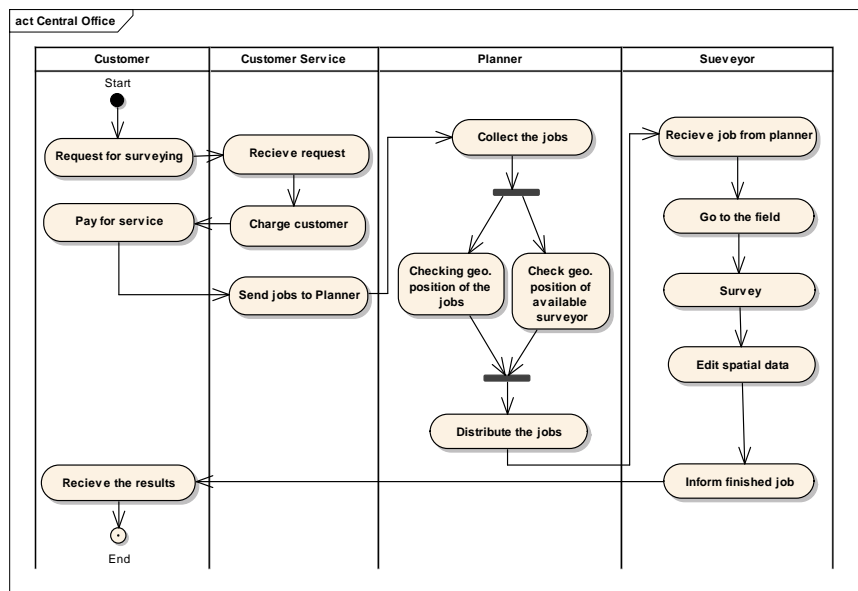 act Central Office
Customer
Customer Service
Planner
Sueveyor
Start
Request for surveying
Recieve request
Collect the jobs
Recieve job from planner
Pay for service
Charge customer
Go to the field
Checking geo.
position of the
jobs
Check geo.
position of
available
surveyor
Send jobs to Planner
Survey
Edit spatial data
Distribute the jobs
Recieve the results
Inform finished job
End